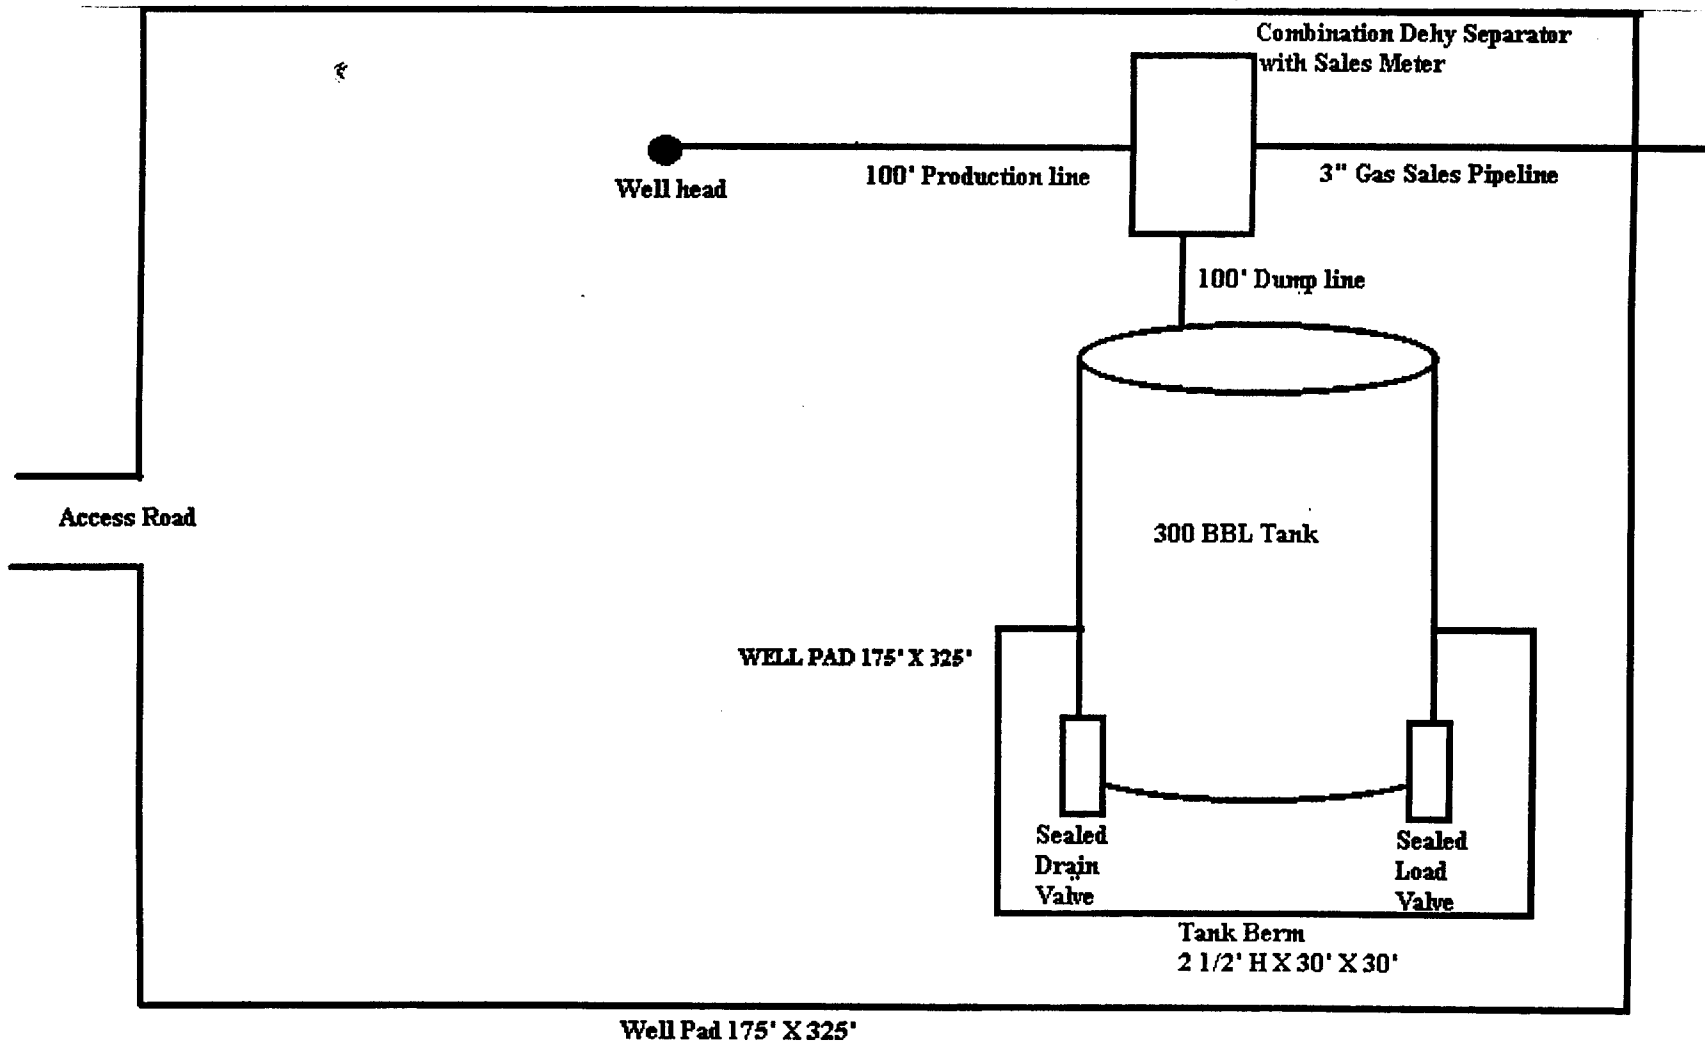 Combination Dehy Separator
with Sales Meter
Well head
100' Production line
3" Gas Sales Pipeline
100' Dump line
Access Road
300 BBL Tank
WELL PAD 175' X 325'
Sealed
Drain
Valve
Sealed
Load
Valve
Tank Berm
2 1/2' H X 30' X 30'
Well Pad 175' X 325'